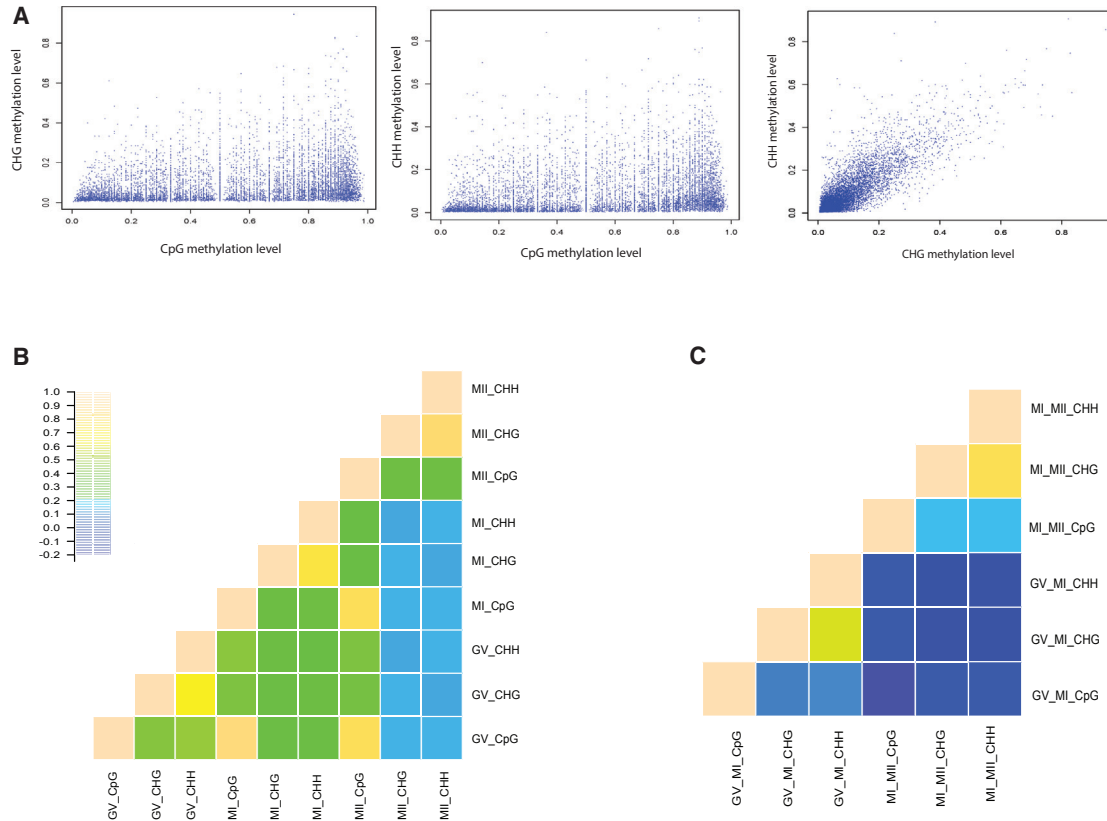 A
CHG methylation level
0.8
0.6
0.4
0.2
0.0
0.0 0.2 0.4 0.6 0.8 1.0
CpG methylation level
CHH methylation level
0.8
0.6
0.4
0.2
0.0
0.0 0.2 0.4 0.6 0.8 1.0
CpG methylation level
CHH methylation level
0.8
0.6
0.4
0.2
0.0
0.0 0.2 0.4 0.6 0.8
CHG methylation level
B
1.0
0.9
0.8
0.7
0.6
0.5
0.4
0.3
0.2
0.1
0.0
-0.1
-0.2
MII_CHH
MII_CHG
MII_CpG
MI_CHH
MI_CHG
MI_CpG
GV_CHH
GV_CHG
GV_CpG
GV_CpG
GV_CHG
GV_CHH
MI_CpG
MI_CHG
MI_CHH
MII_CpG
MII_CHG
MII_CHH
C
MI_MII_CHH
MI_MII_CHG
MI_MII_CpG
GV_MI_CHH
GV_MI_CHG
GV_MI_CpG
GV_MI_CpG
GV_MI_CHG
GV_MI_CHH
MI_MII_CpG
MI_MII_CHG
MI_MII_CHH